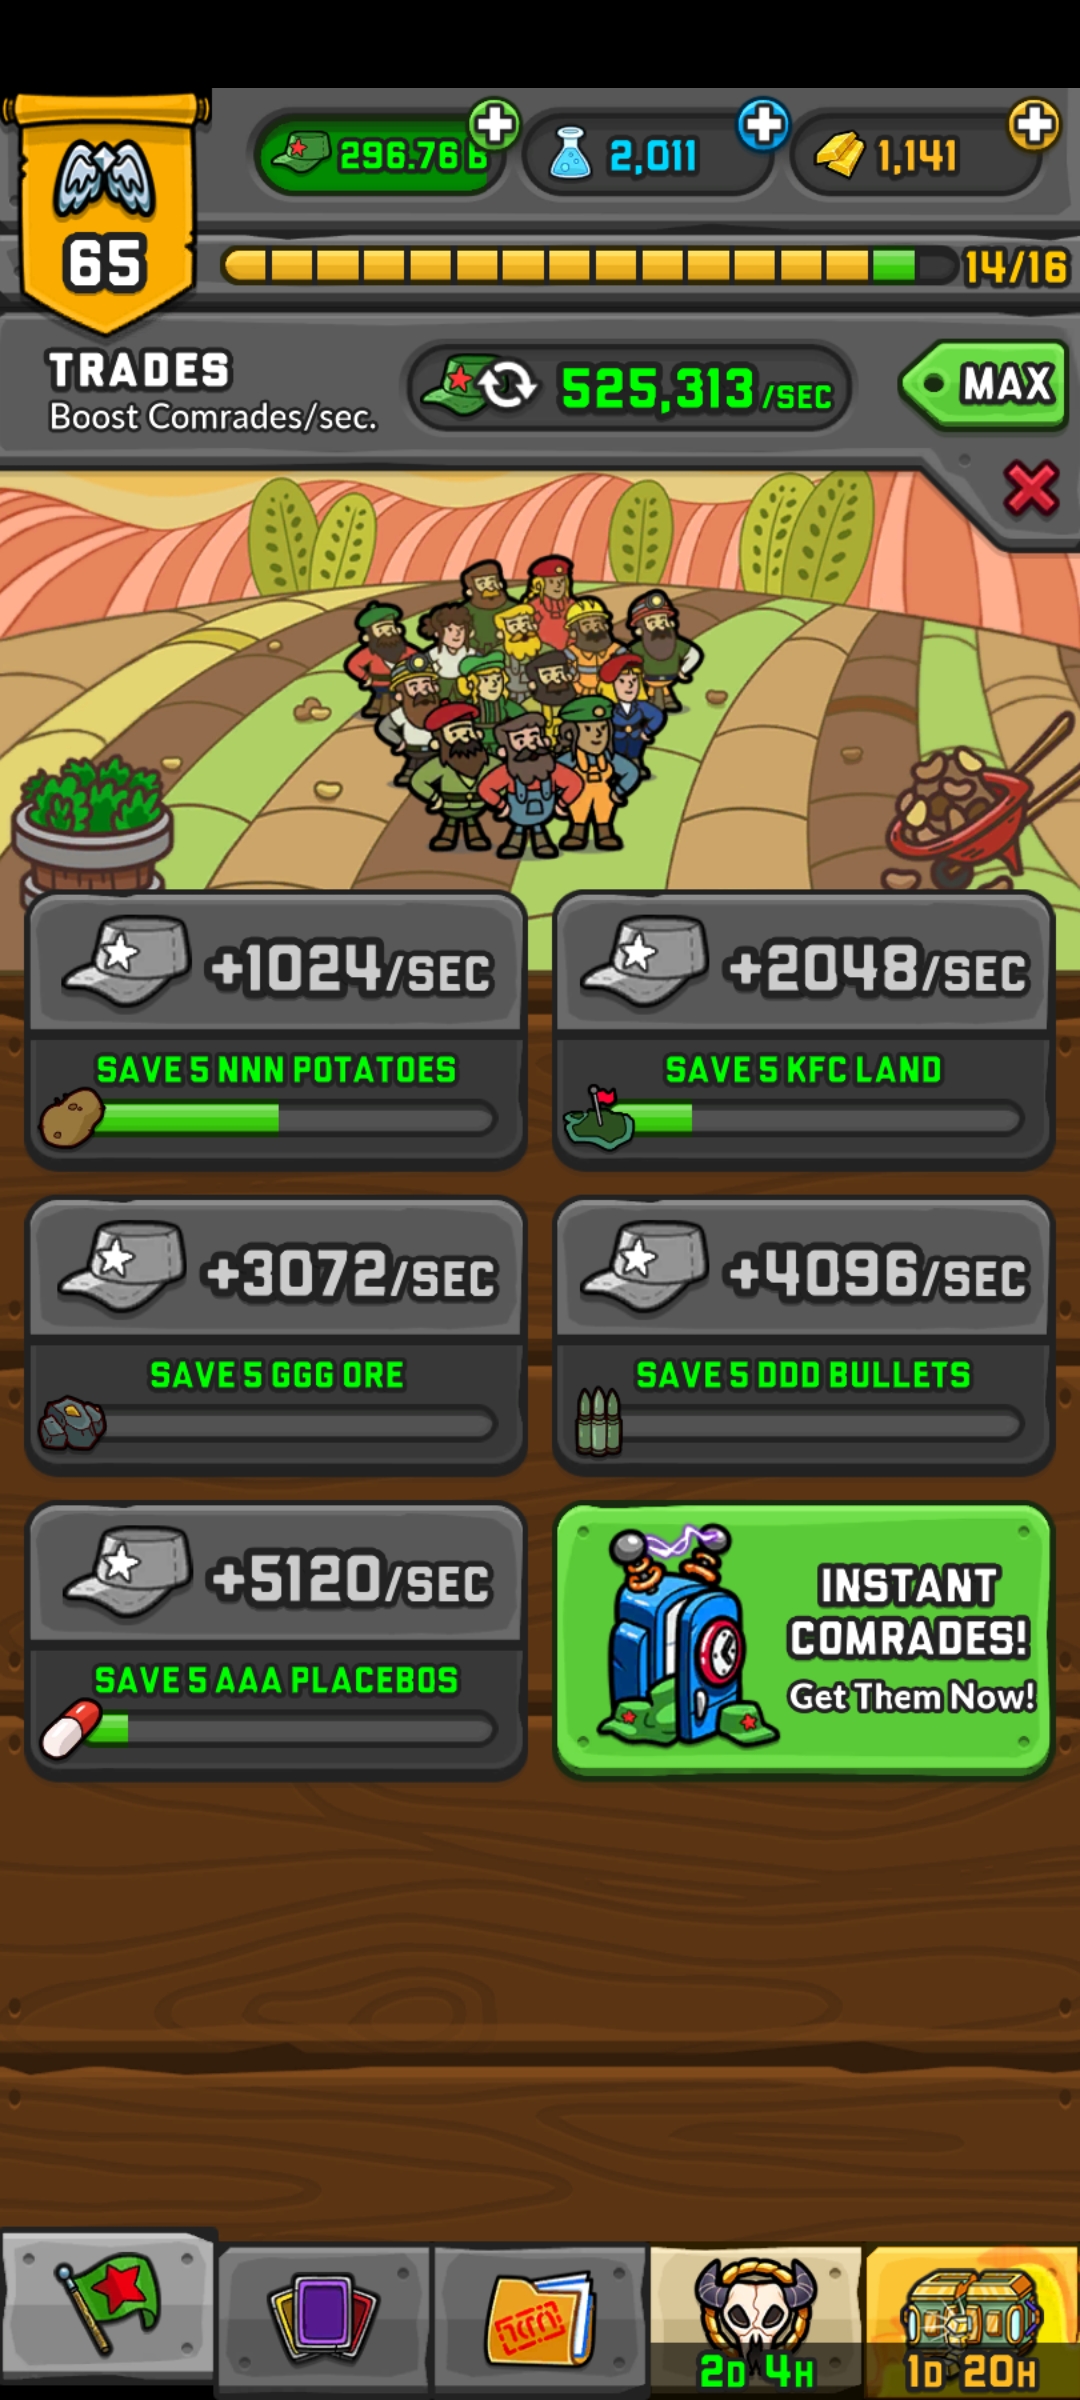 65
296.76 B
2,011
1,141
14/16
TRADES
Boost Comrades/sec.
525,313/SEC
MAX
+1024/SEC
SAVE 5 NNN POTATOES
+2048/SEC
SAVE 5 KFC LAND
+3072/SEC
SAVE 5 GGG ORE
+4096/SEC
SAVE 5 DDD BULLETS
+5120/SEC
SAVE 5 AAA PLACEBOS
INSTANT
COMRADES!
Get Them Now!
2D 4H
1D 20H